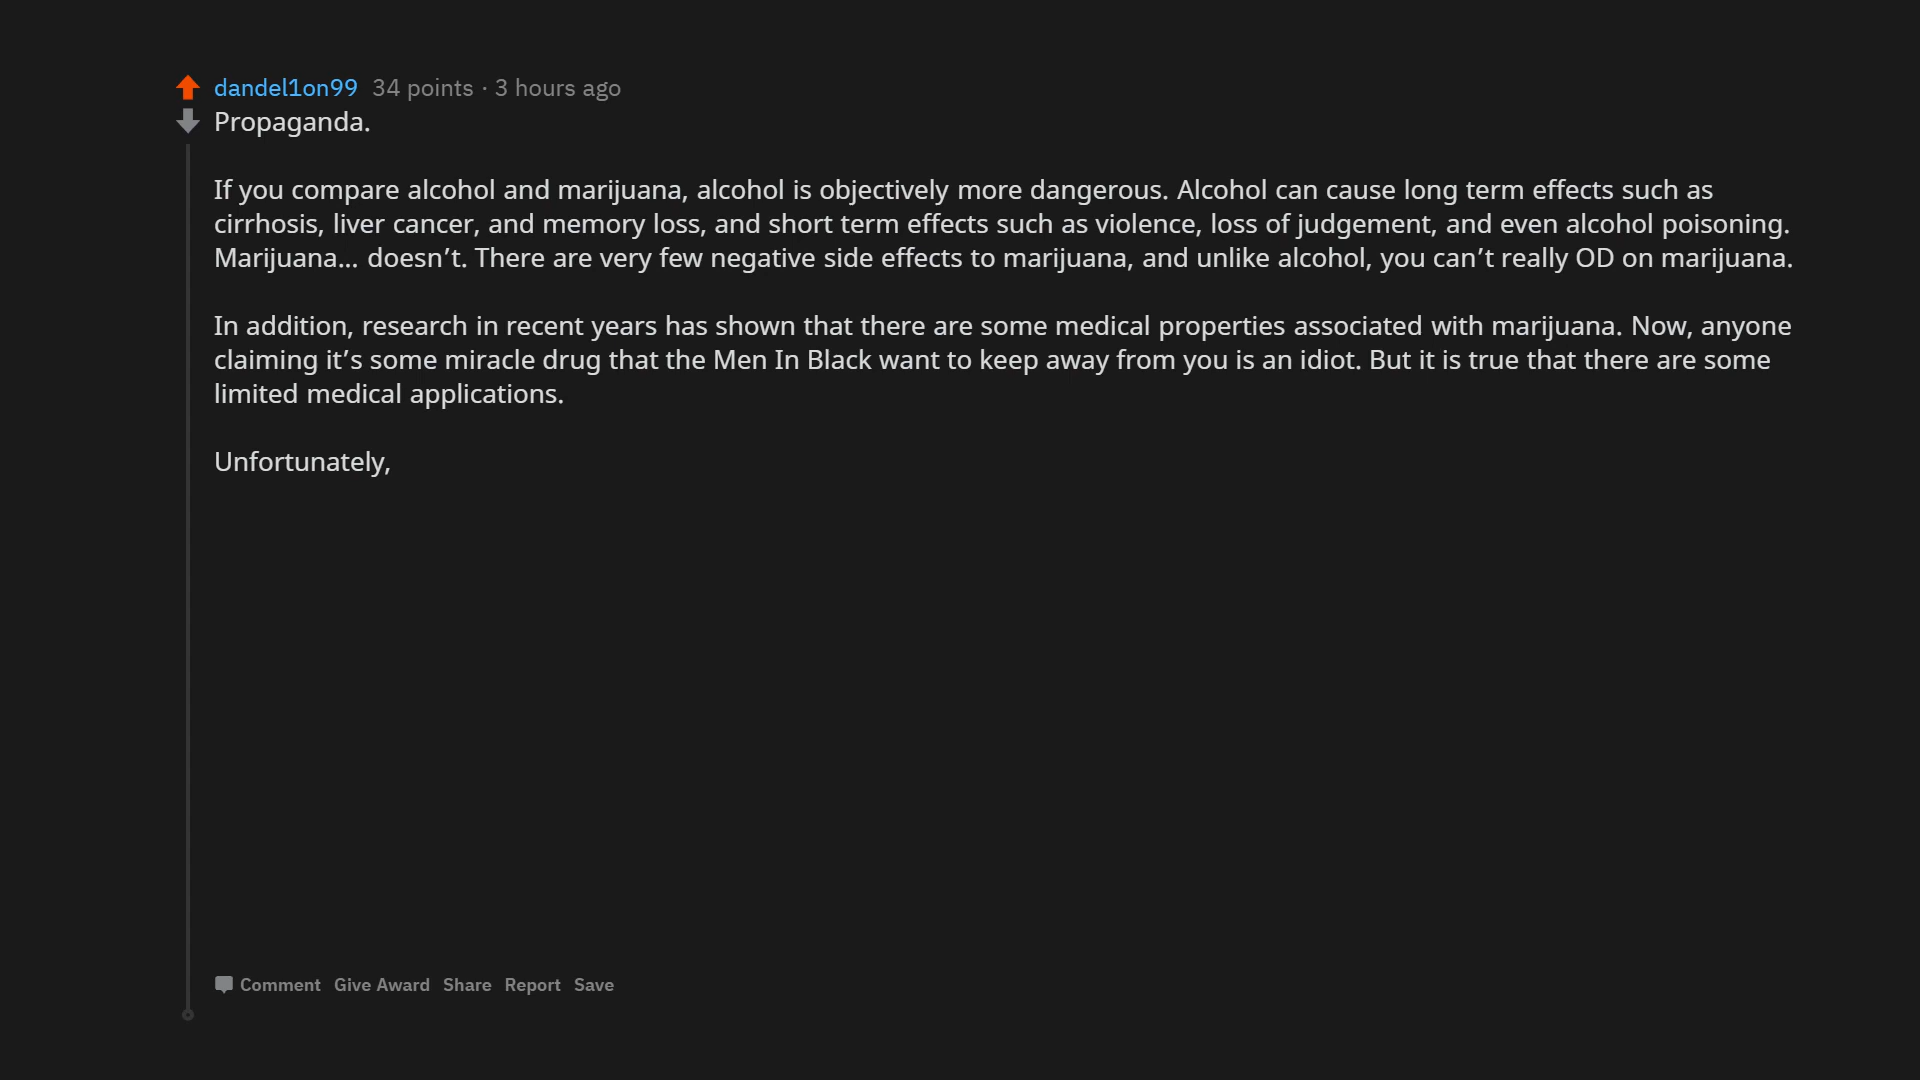 dandel1on99 34 points · 3 hours ago
Propaganda.
If you compare alcohol and marijuana, alcohol is objectively more dangerous. Alcohol can cause long term effects such as
cirrhosis, liver cancer, and memory loss, and short term effects such as violence, loss of judgement, and even alcohol poisoning.
Marijuana... doesn’t. There are very few negative side effects to marijuana, and unlike alcohol, you can’t really OD on marijuana.
In addition, research in recent years has shown that there are some medical properties associated with marijuana. Now, anyone
claiming it’s some miracle drug that the Men In Black want to keep away from you is an idiot. But it is true that there are some
limited medical applications.
Unfortunately,
Comment Give Award Share Report Save